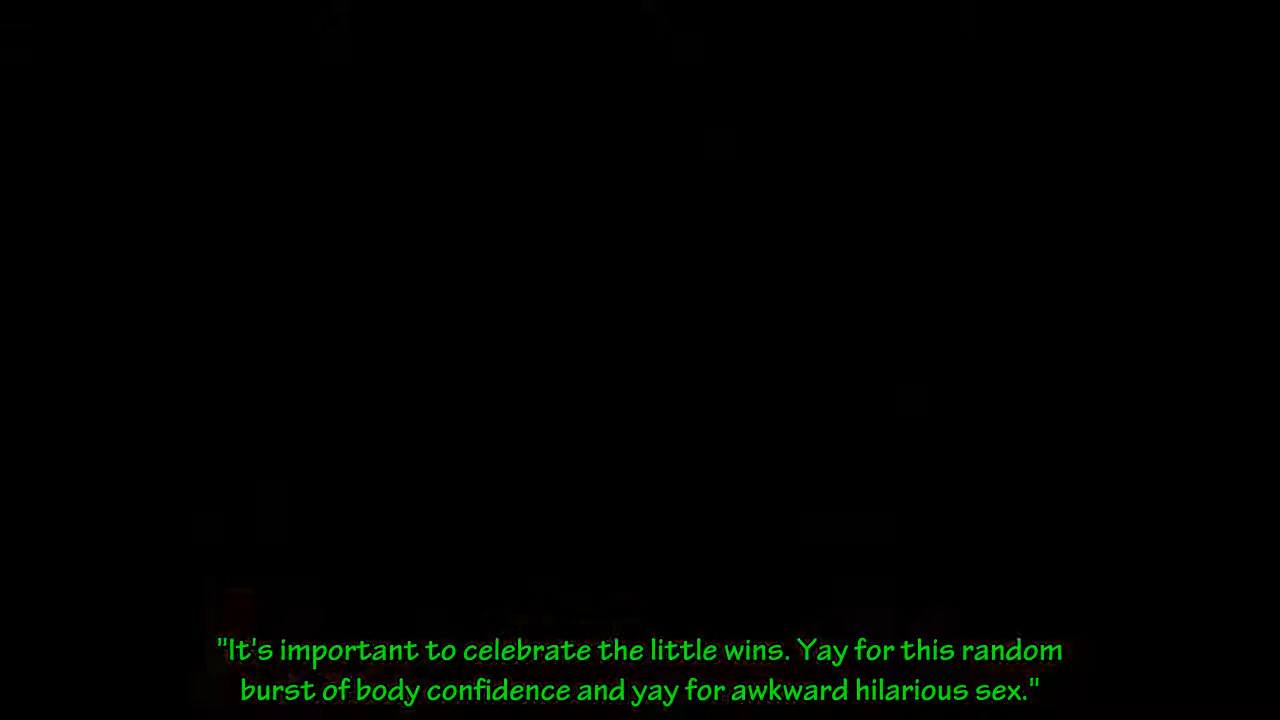 "It's important to celebrate the little wins. Yay for this random
burst of body confidence and yay for awkward hilarious sex."